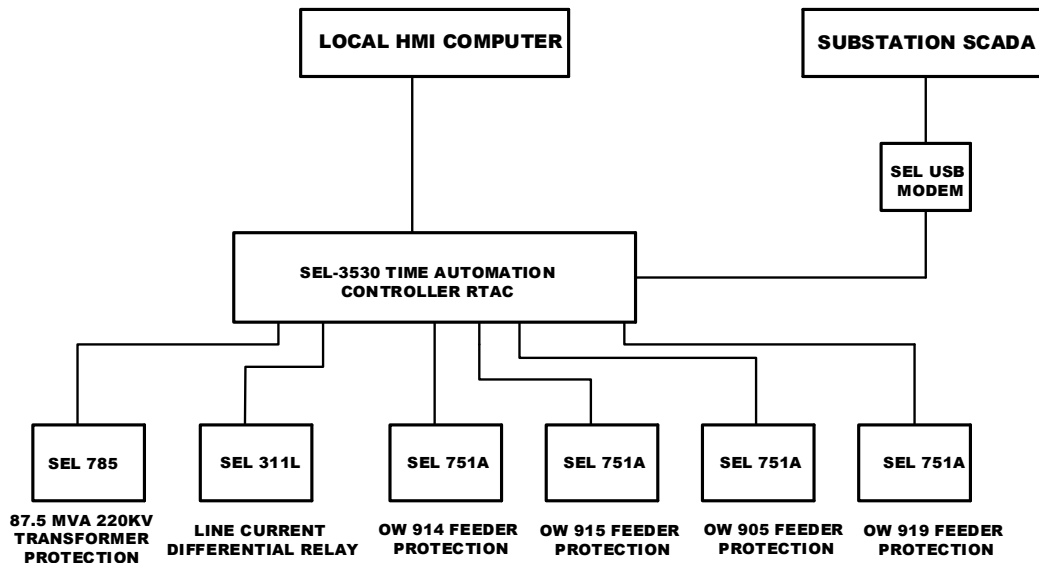 LOCAL HMI COMPUTER
SUBSTATION SCADA
SEL USB
MODEM
SEL-3530 TIME AUTOMATION
CONTROLLER RTAC
SEL 785
SEL 311L
SEL 751A
SEL 751A
SEL 751A
SEL 751A
87.5 MVA 220KV
TRANSFORMER
PROTECTION
LINE CURRENT
DIFFERENTIAL RELAY
OW 914 FEEDER
PROTECTION
OW 915 FEEDER
PROTECTION
OW 905 FEEDER
PROTECTION
OW 919 FEEDER
PROTECTION